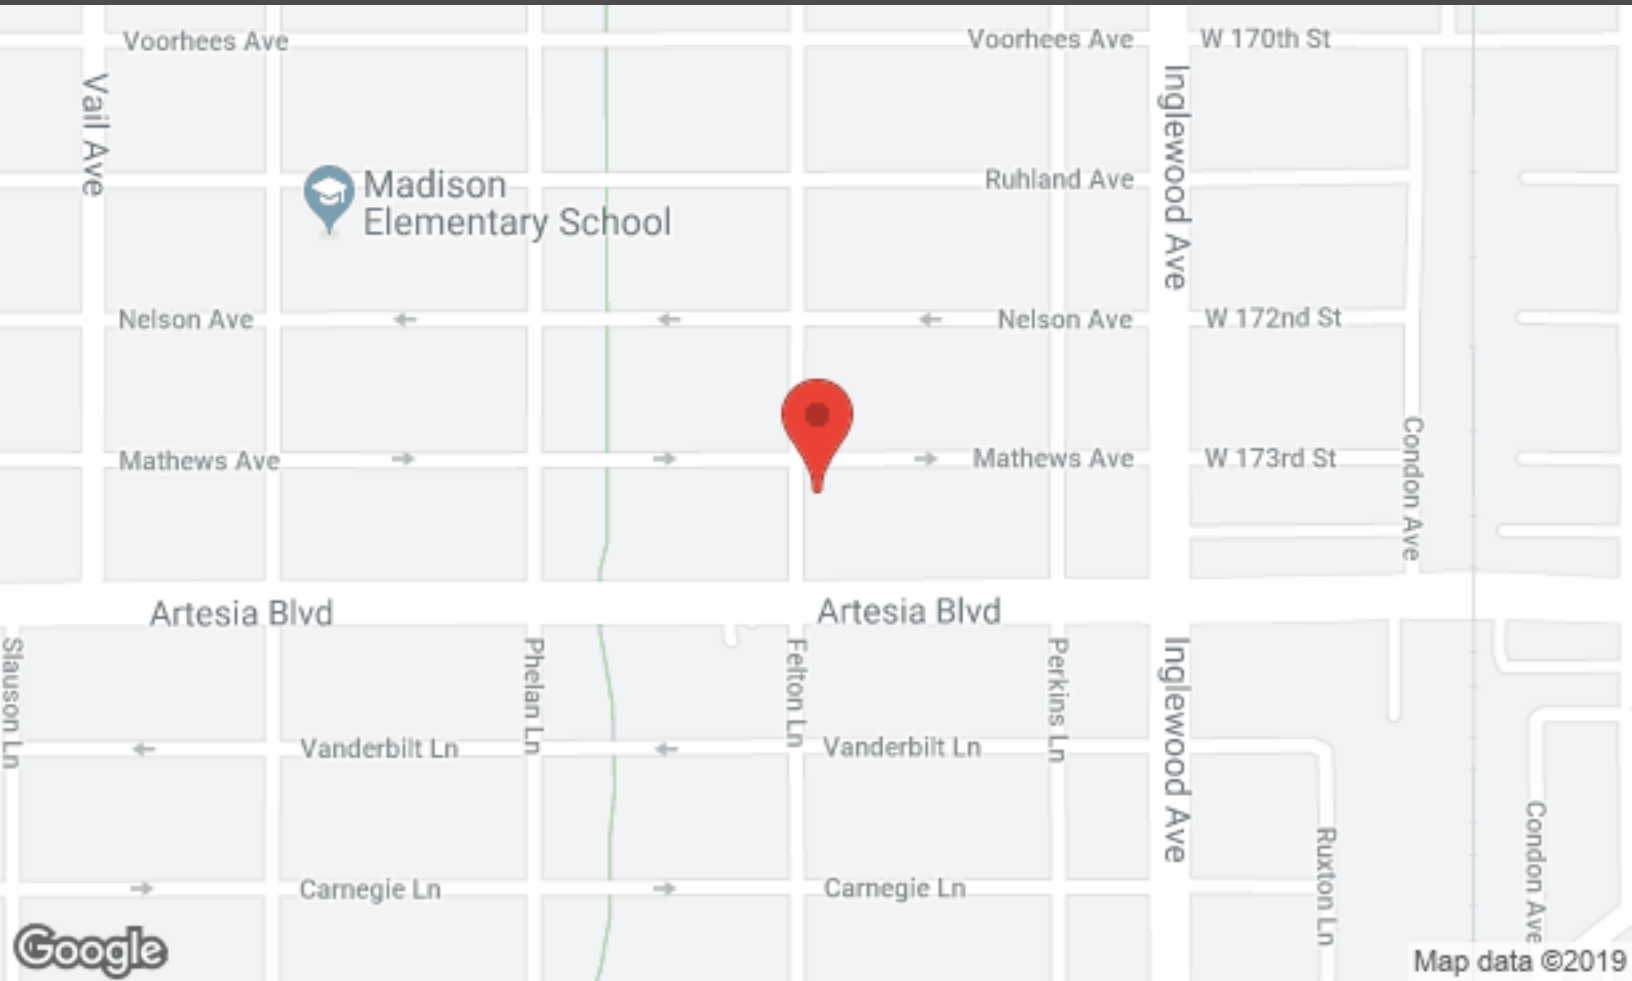 Voorhees Ave
Voorhees Ave
W 170th St
Vail Ave
Inglewood Ave
Madison
Elementary School
Ruhland Ave
Nelson Ave
Nelson Ave
W 172nd St
Mathews Ave
Mathews Ave
W 173rd St
Condon Ave
Artesia Blvd
Artesia Blvd
Slauson Ln
Phelan Ln
Felton Ln
Perkins Ln
Inglewood Ave
Vanderbilt Ln
Vanderbilt Ln
Condon Ave
Ruxton Ln
Carnegie Ln
Carnegie Ln
Google
Map data ©2019